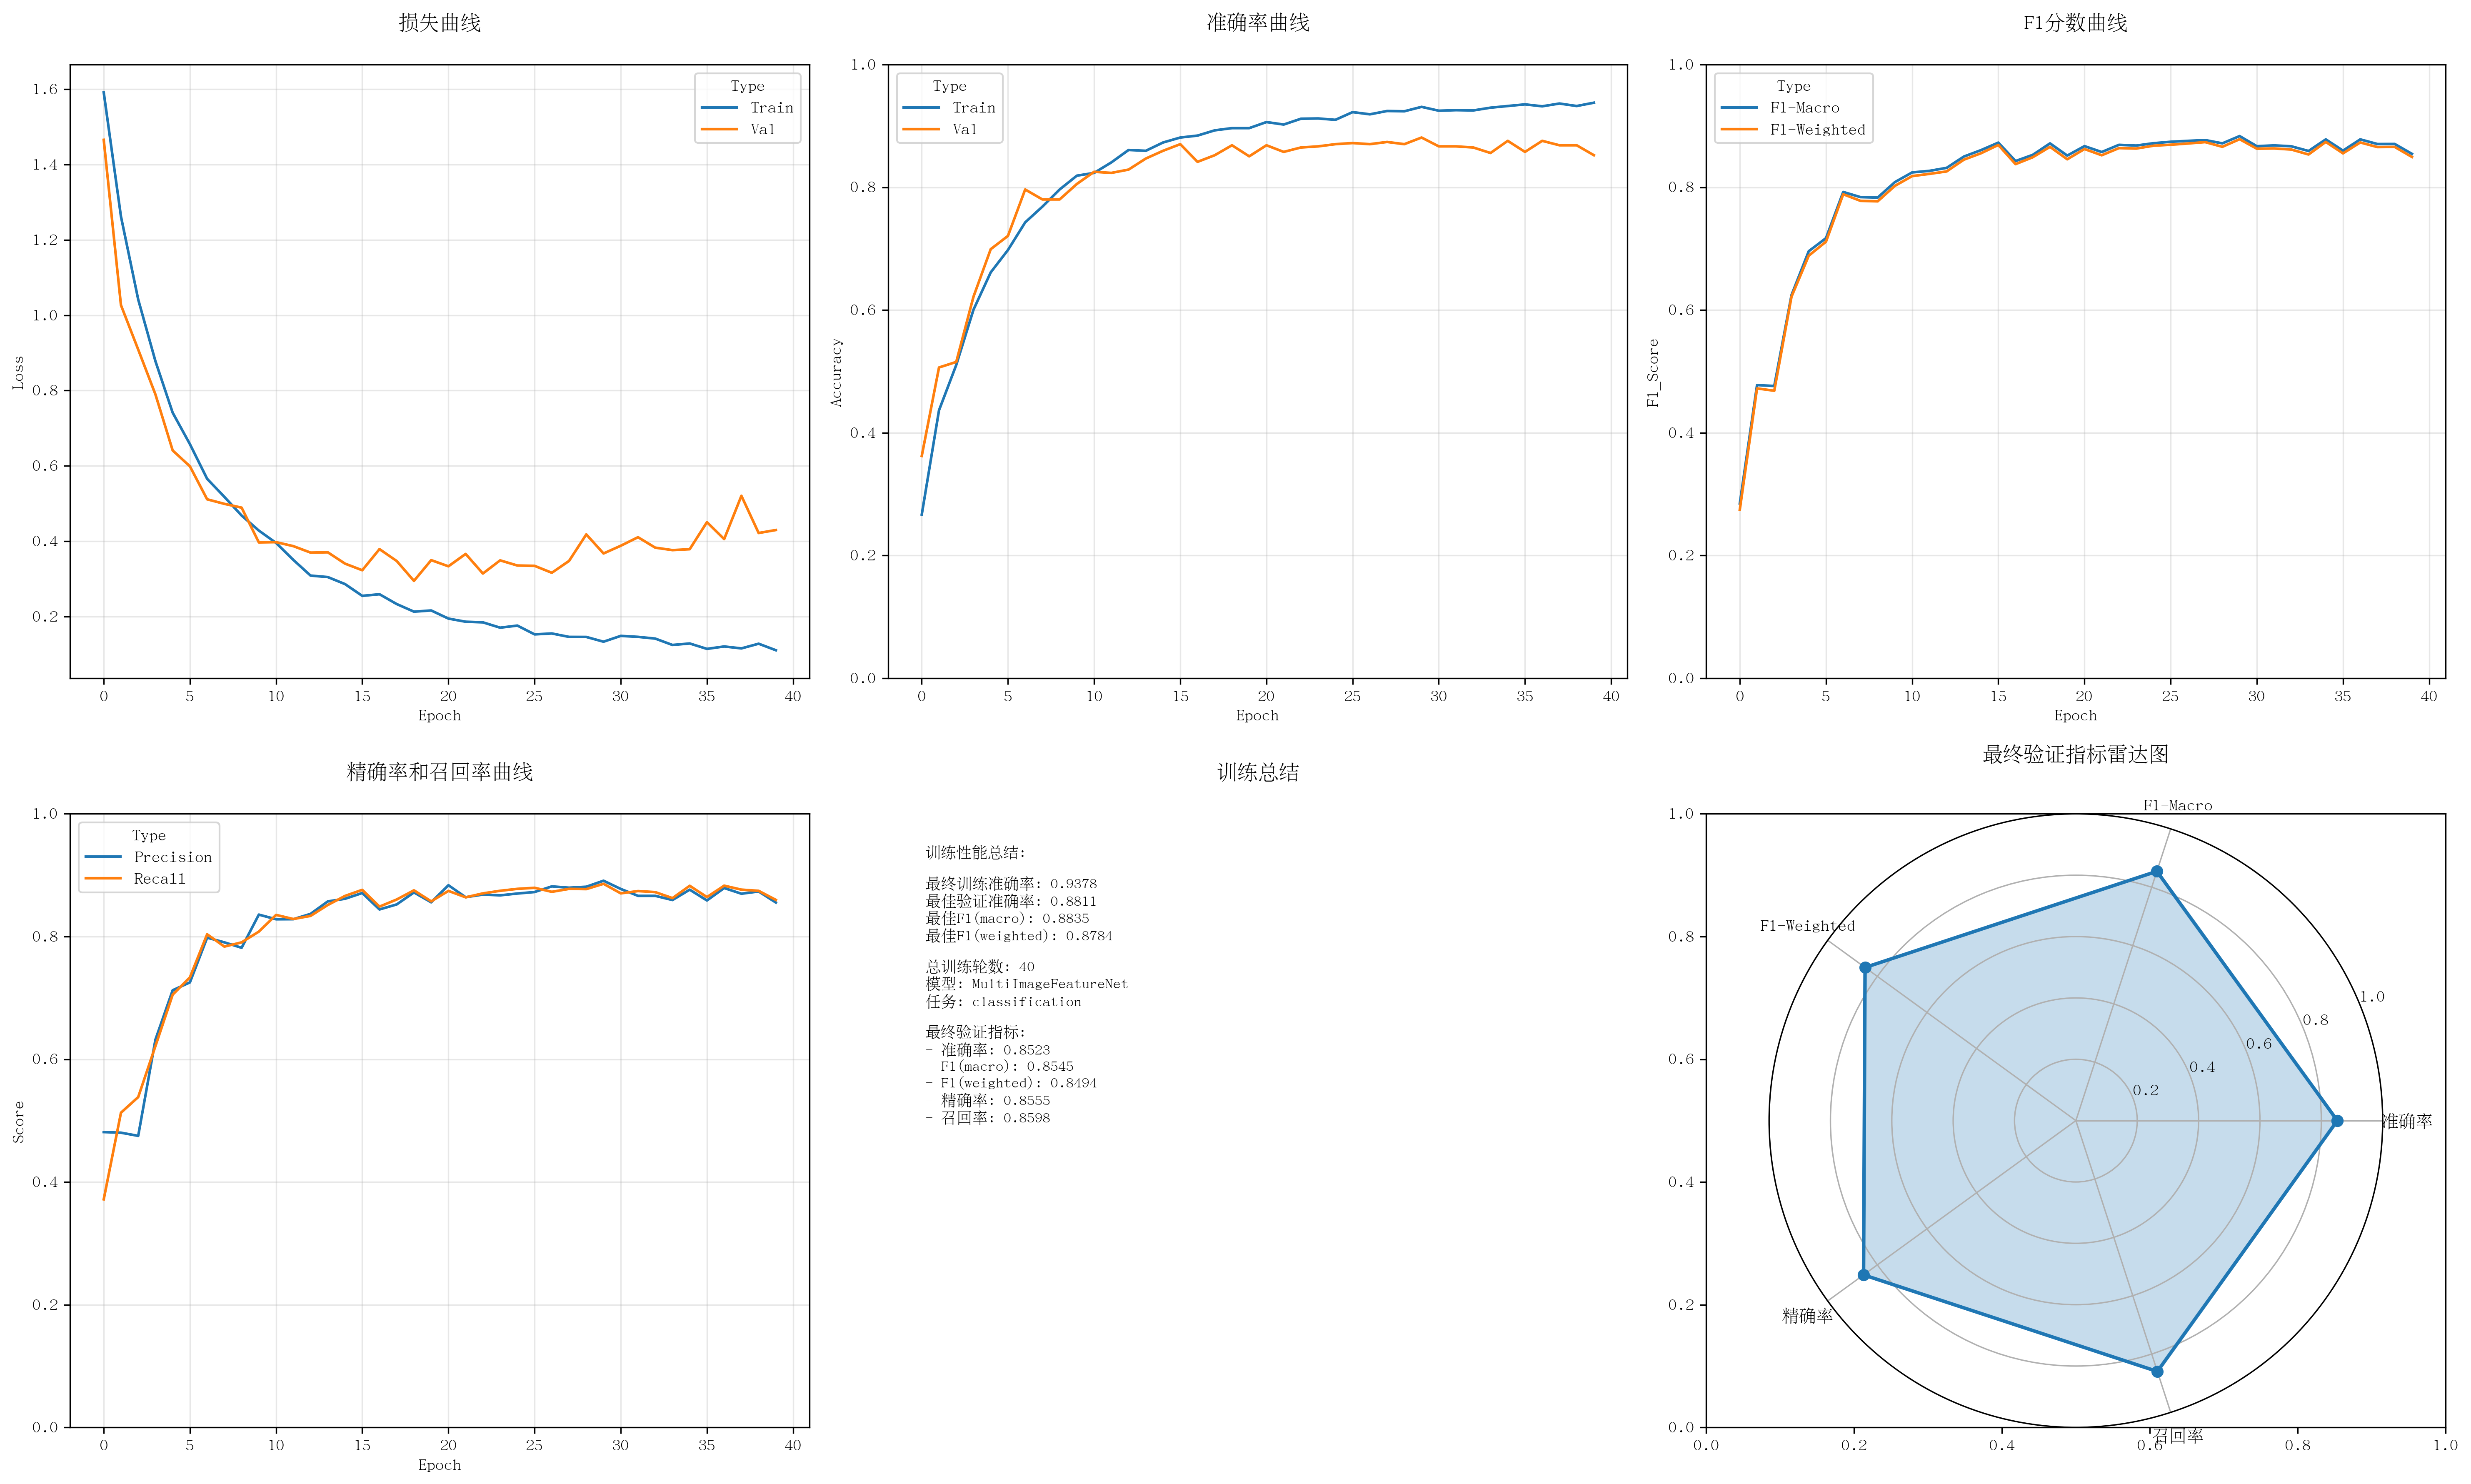 损失曲线
Type
Train
Val
1.6
1.4
1.2
1.0
0.8
0.6
0.4
0.2
Loss
0 5 10 15 20 25 30 35 40
Epoch
准确率曲线
Type
Train
Val
1.0
0.8
0.6
0.4
0.2
0.0
Accuracy
0 5 10 15 20 25 30 35 40
Epoch
F1分数曲线
Type
F1-Macro
F1-Weighted
1.0
0.8
0.6
0.4
0.2
0.0
F1_Score
0 5 10 15 20 25 30 35 40
Epoch
精确率和召回率曲线
Type
Precision
Recall
1.0
0.8
0.6
0.4
0.2
0.0
Score
0 5 10 15 20 25 30 35 40
Epoch
训练总结
训练性能总结:
最终训练准确率: 0.9378
最佳验证准确率: 0.8811
最佳F1(macro): 0.8835
最佳F1(weighted): 0.8784
总训练轮数: 40
模型: MultiImageFeatureNet
任务: classification
最终验证指标:
- 准确率: 0.8523
- F1(macro): 0.8545
- F1(weighted): 0.8494
- 精确率: 0.8555
- 召回率: 0.8598
最终验证指标雷达图
1.0
0.8
0.6
0.4
0.2
0.0
F1-Macro
F1-Weighted
1.0
0.8
0.6
0.4
0.2
准确率
精确率
召回率
0.0 0.2 0.4 0.6 0.8 1.0